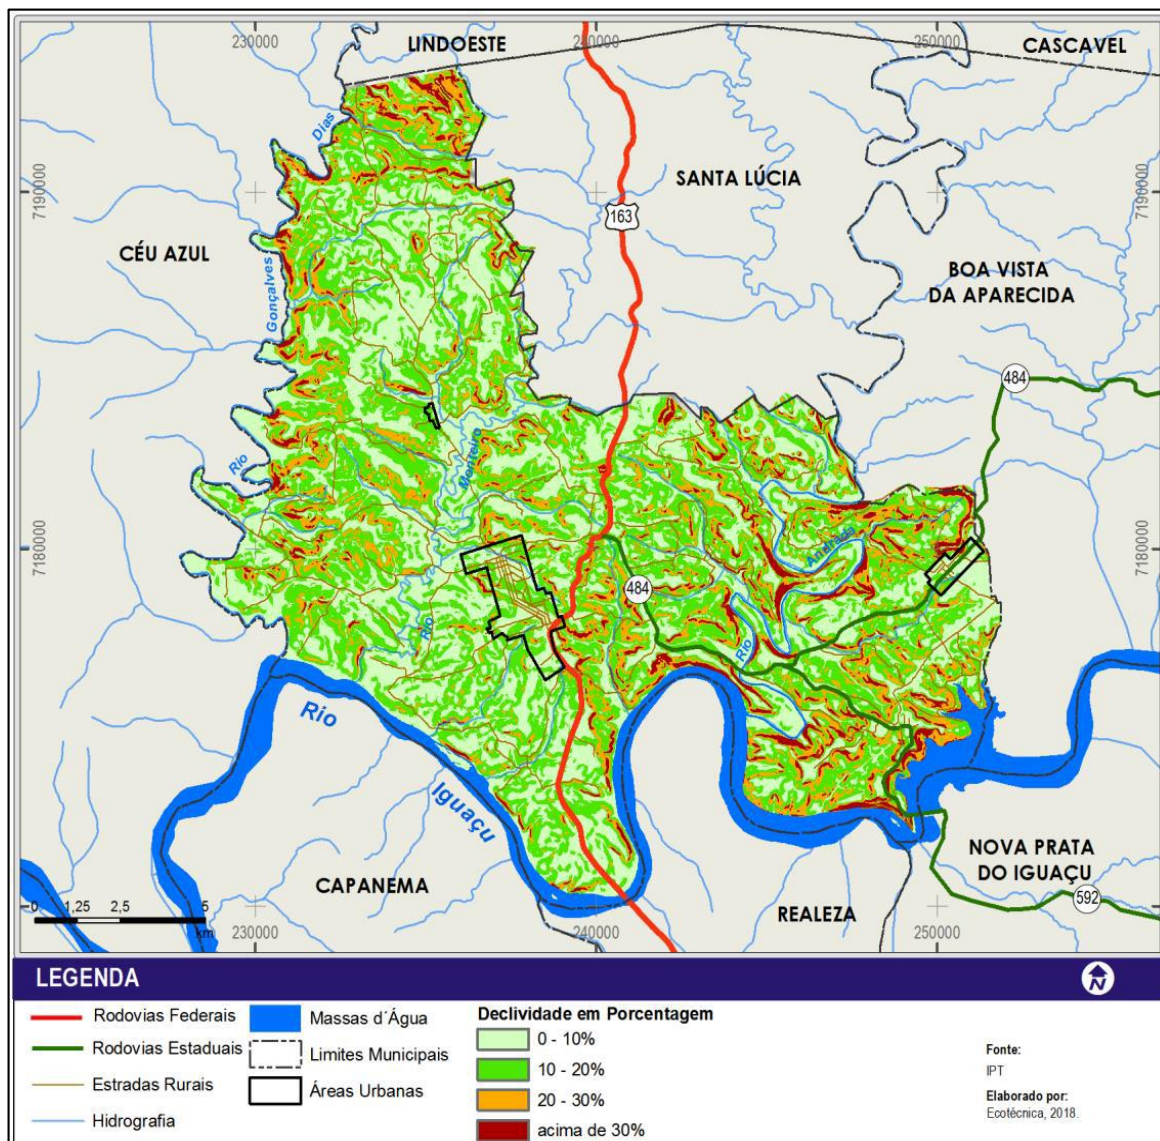 230000
LINDOESTE
240000
250000
CASCAVEL
Dias
SANTA LÚCIA
7190000
7190000
163
CÉU AZUL
Gonçalves
BOA VISTA
DA APARECIDA
484
Rio
Monteiro
7180000
7180000
Andrada
484
Rio
Rio
Rio
Iguaçu
NOVA PRATA
DO IGUAÇU
CAPANEMA
REALEZA
592
0 1,25 2,5 5
km
230000
240000
250000
LEGENDA
N
Rodovias Federais
Rodovias Estaduais
Estradas Rurais
Hidrografia
Massas d´Água
Limites Municipais
Áreas Urbanas
Declividade em Porcentagem
0 - 10%
10 - 20%
20 - 30%
acima de 30%
Fonte:
IPT
Elaborado por:
Ecotécnica, 2018.